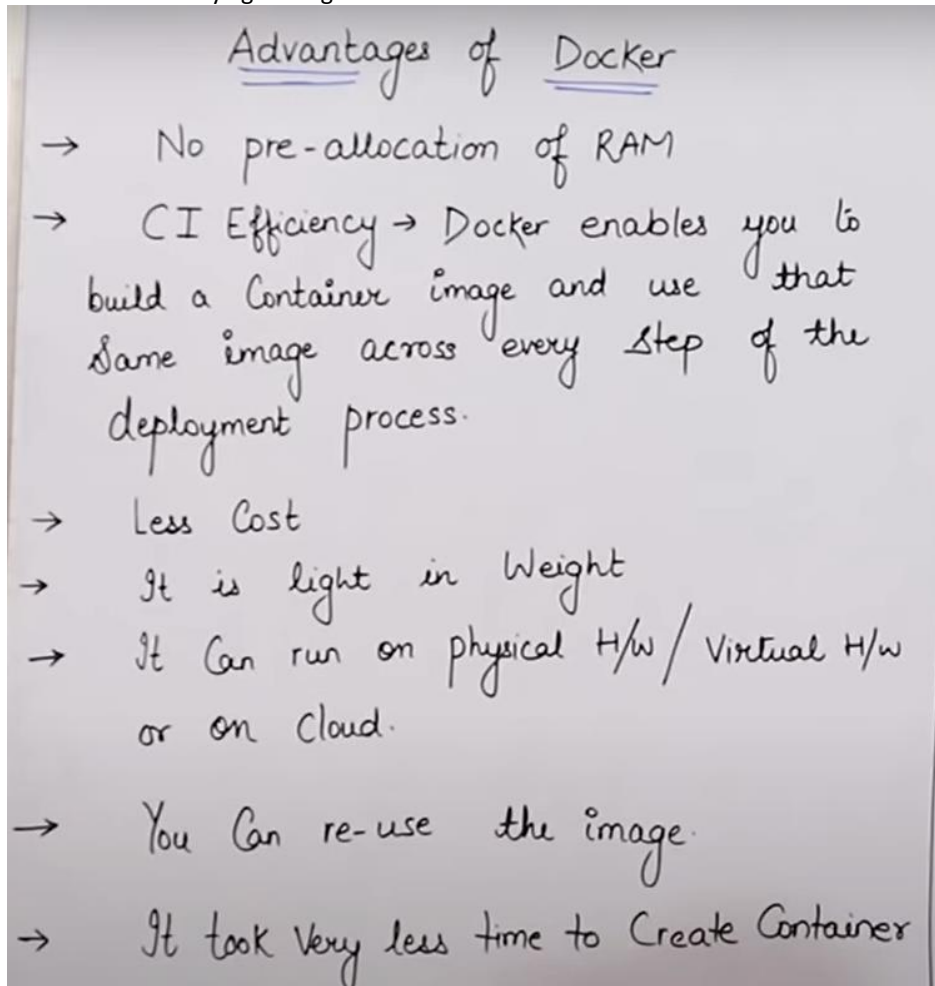 Advantages of Docker
→ No pre-allocation of RAM
→ CI Efficiency → Docker enables you to
build a Container image and use that
Same image across every step of the
deployment process.
→ Less Cost
→ It is light in Weight
→ It Can run on physical H/w / Virtual H/w
or on Cloud.
→ You Can re-use the image.
→ It took Very less time to Create Container